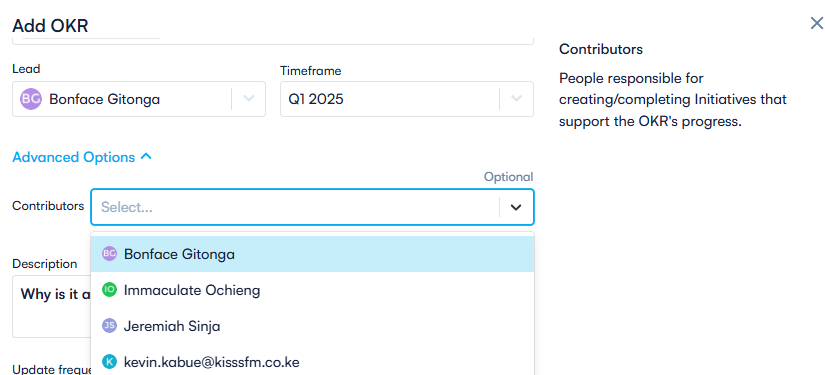 Add OKR
Lead
Timeframe
BG Bonface Gitonga
Q1 2025
Advanced Options
Optional
Contributors
Select...
BG Bonface Gitonga
IO Immaculate Ochieng
JS Jeremiah Sinja
K kevin.kabue@kisssfm.co.ke
Description
Why is it a
Update freque
Contributors
People responsible for
creating/completing Initiatives that
support the OKR's progress.